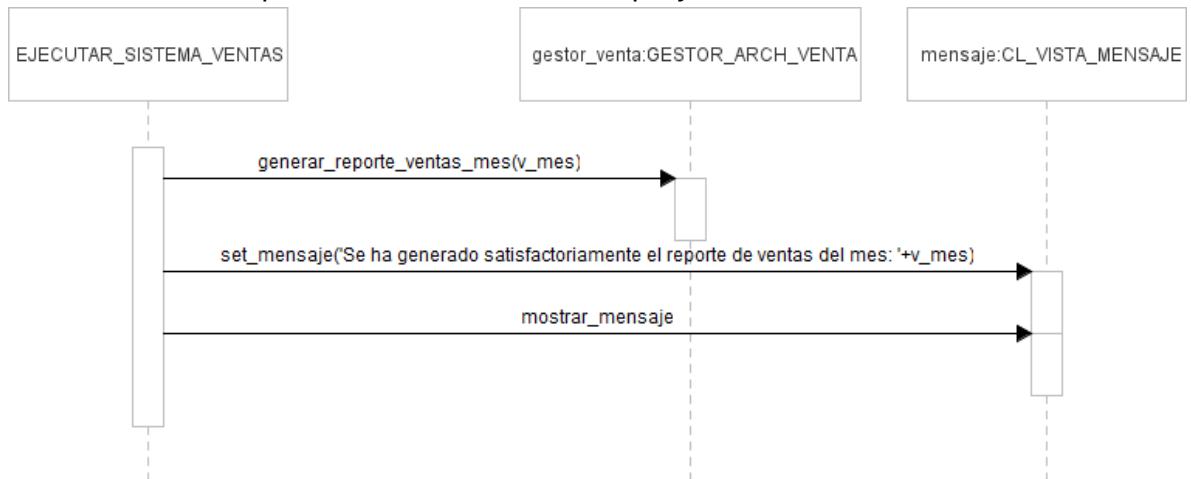 EJECUTAR_SISTEMA_VENTAS
gestor_venta:GESTOR_ARCH_VENTA
mensaje:CL_VISTA_MENSAJE
generar_reporte_ventas_mes(v_mes)
set_mensaje('Se ha generado satisfactoriamente el reporte de ventas del mes: '+v_mes)
mostrar_mensaje